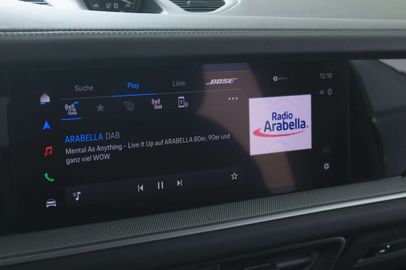 Suche
Play
Liste
BOSE
12:10
ARABELLA DAB
Mental As Anything - Live It Up auf ARABELLA 80er, 90er und
ganz viel WOW
Radio
Arabella